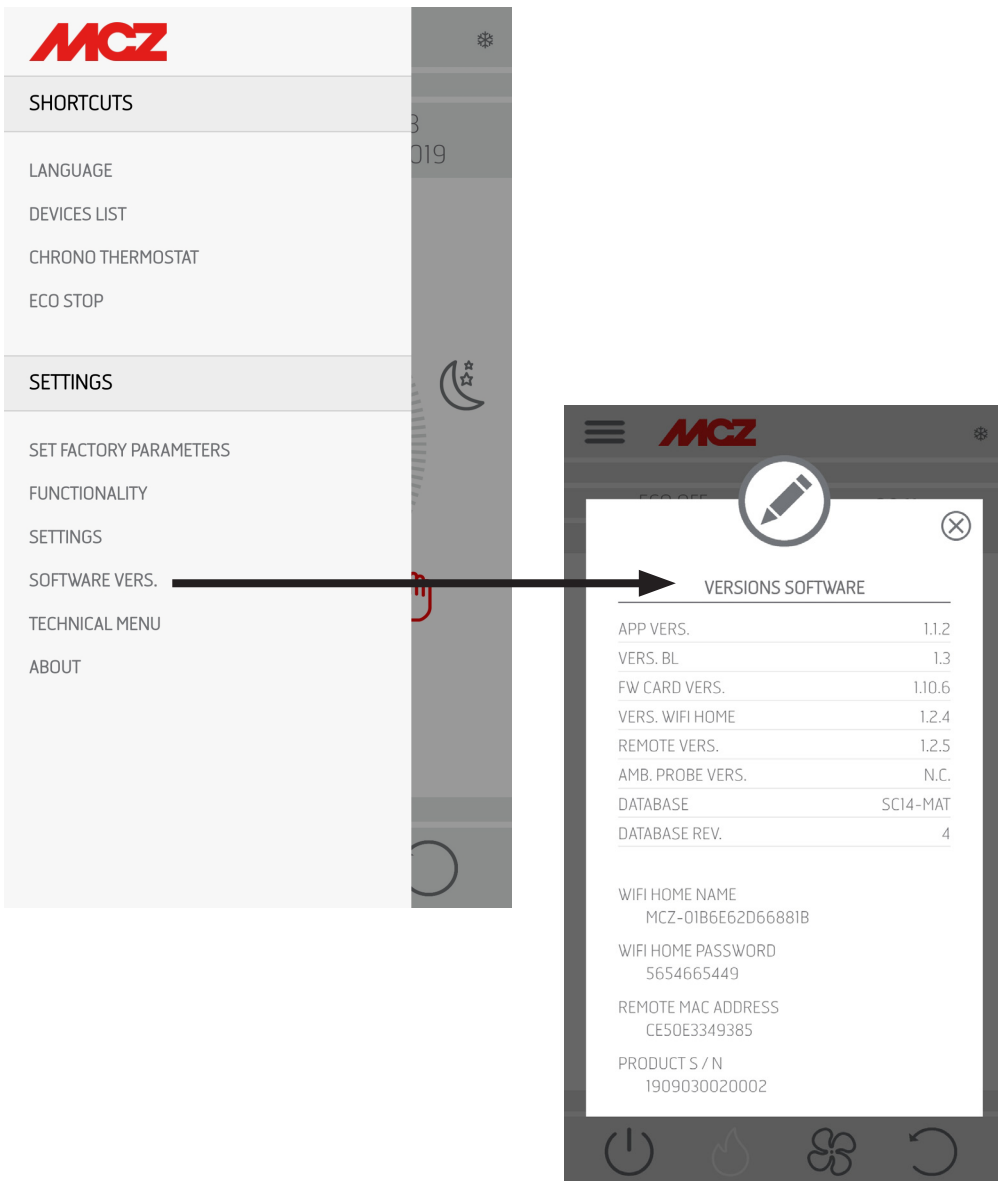 MCZ
SHORTCUTS
LANGUAGE
DEVICES LIST
CHRONO THERMOSTAT
ECO STOP
SETTINGS
SET FACTORY PARAMETERS
FUNCTIONALITY
SETTINGS
SOFTWARE VERS.
TECHNICAL MENU
ABOUT
019
MCZ
VERSIONS SOFTWARE
APP VERS. 1.1.2
VERS. BL 1.3
FW CARD VERS. 1.10.6
VERS. WIFI HOME 1.2.4
REMOTE VERS. 1.2.5
AMB. PROBE VERS. N.C.
DATABASE SC14-MAT
DATABASE REV. 4
WIFI HOME NAME
MCZ-01B6E62D66881B
WIFI HOME PASSWORD
5654665449
REMOTE MAC ADDRESS
CE50E3349385
PRODUCT S / N
1909030020002